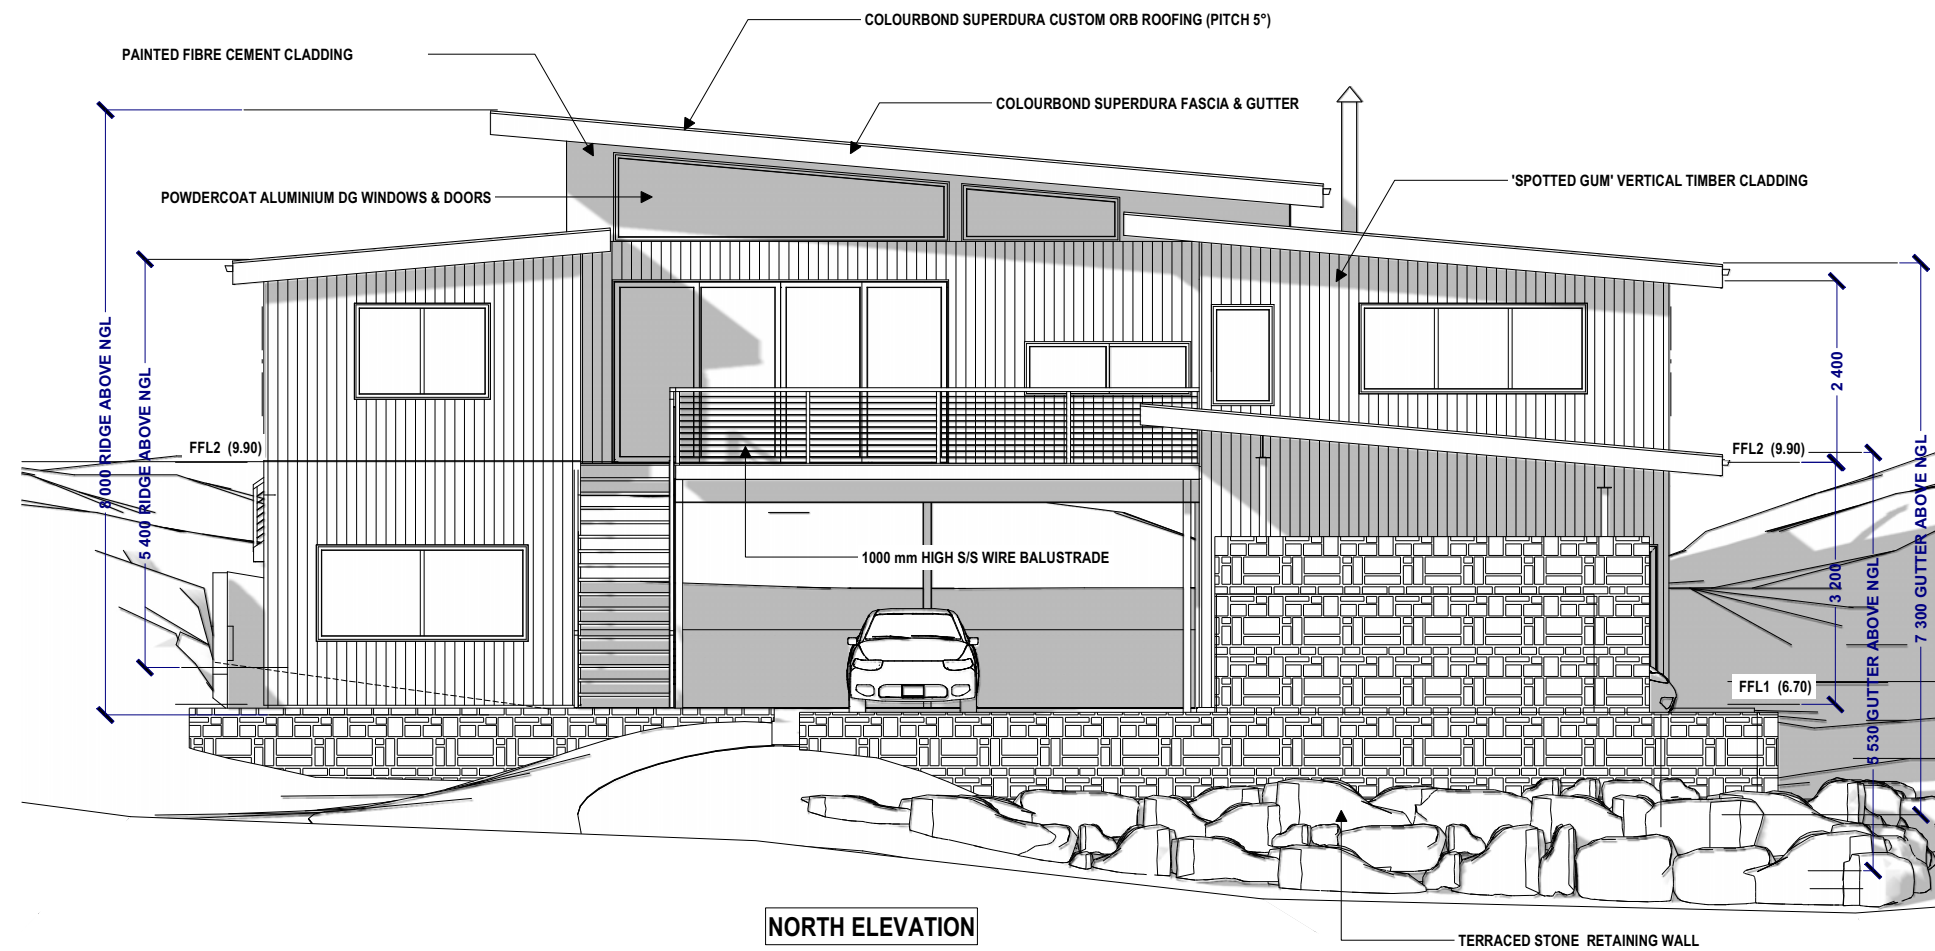 COLOURBOND SUPERDURA CUSTOM ORB ROOFING (PITCH 5°)
PAINTED FIBRE CEMENT CLADDING
COLOURBOND SUPERDURA FASCIA & GUTTER
'SPOTTED GUM' VERTICAL TIMBER CLADDING
POWDERCOAT ALUMINIUM DG WINDOWS & DOORS
8 000 RIDGE ABOVE NGL
5 400 RIDGE ABOVE NGL
FFL2 (9.90)
2 400
FFL2 (9.90)
3 200
5 530 GUTTER ABOVE NGL
7 300 GUTTER ABOVE NGL
1000 mm HIGH S/S WIRE BALUSTRADE
FFL1 (6.70)
NORTH ELEVATION
TERRACED STONE RETAINING WALL